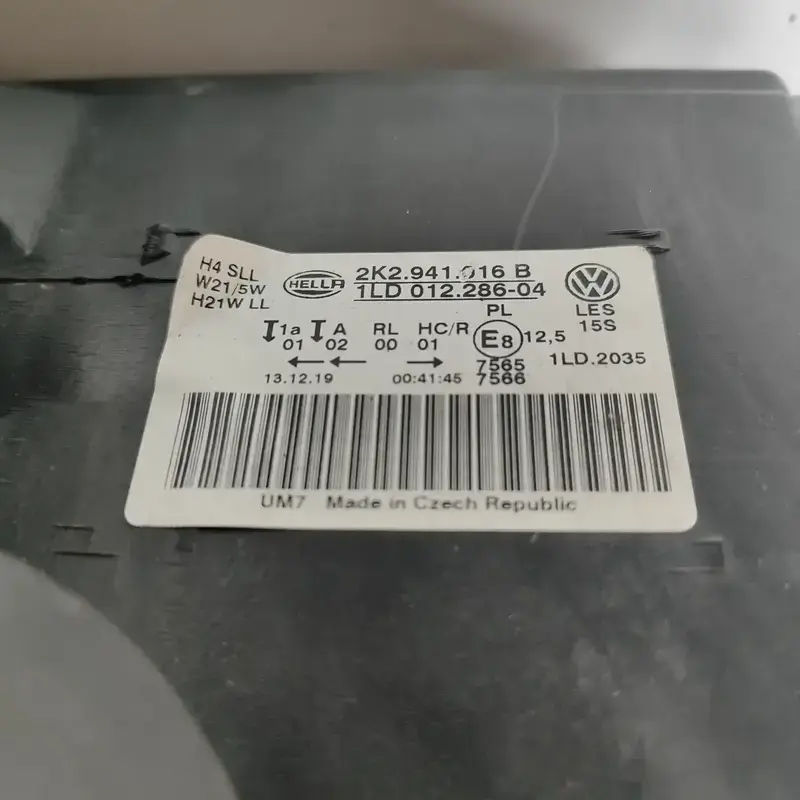 H4 SLL
W21/5W
H21W LL
HELLA
2K2.941.016 B
1LD 012.286-04
VW
PL
LES
15S
1a A RL HC/R
01 02 00 01
E8 12,5
7565
7566
1LD.2035
13.12.19 00:41:45
UM7 Made in Czech Republic